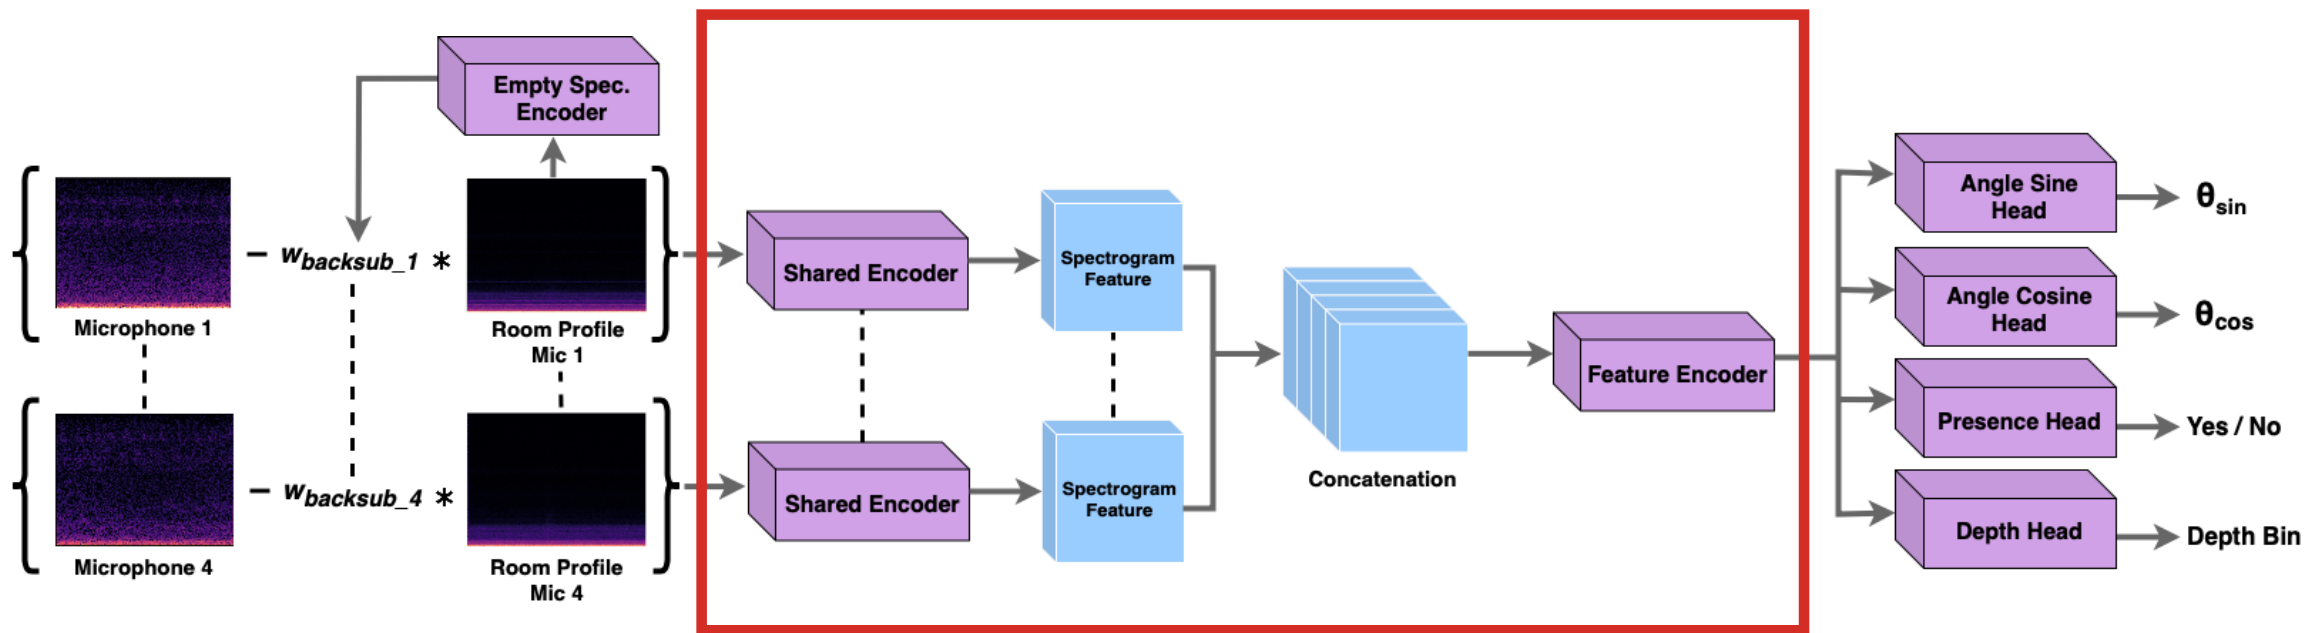 Empty Spec.
Encoder
Microphone 1
− w_backsub_1 *
Room Profile
Mic 1
Microphone 4
− w_backsub_4 *
Room Profile
Mic 4
Shared Encoder
Spectrogram
Feature
Shared Encoder
Spectrogram
Feature
Concatenation
Feature Encoder
Angle Sine
Head
θsin
Angle Cosine
Head
θcos
Presence Head
Yes / No
Depth Head
Depth Bin